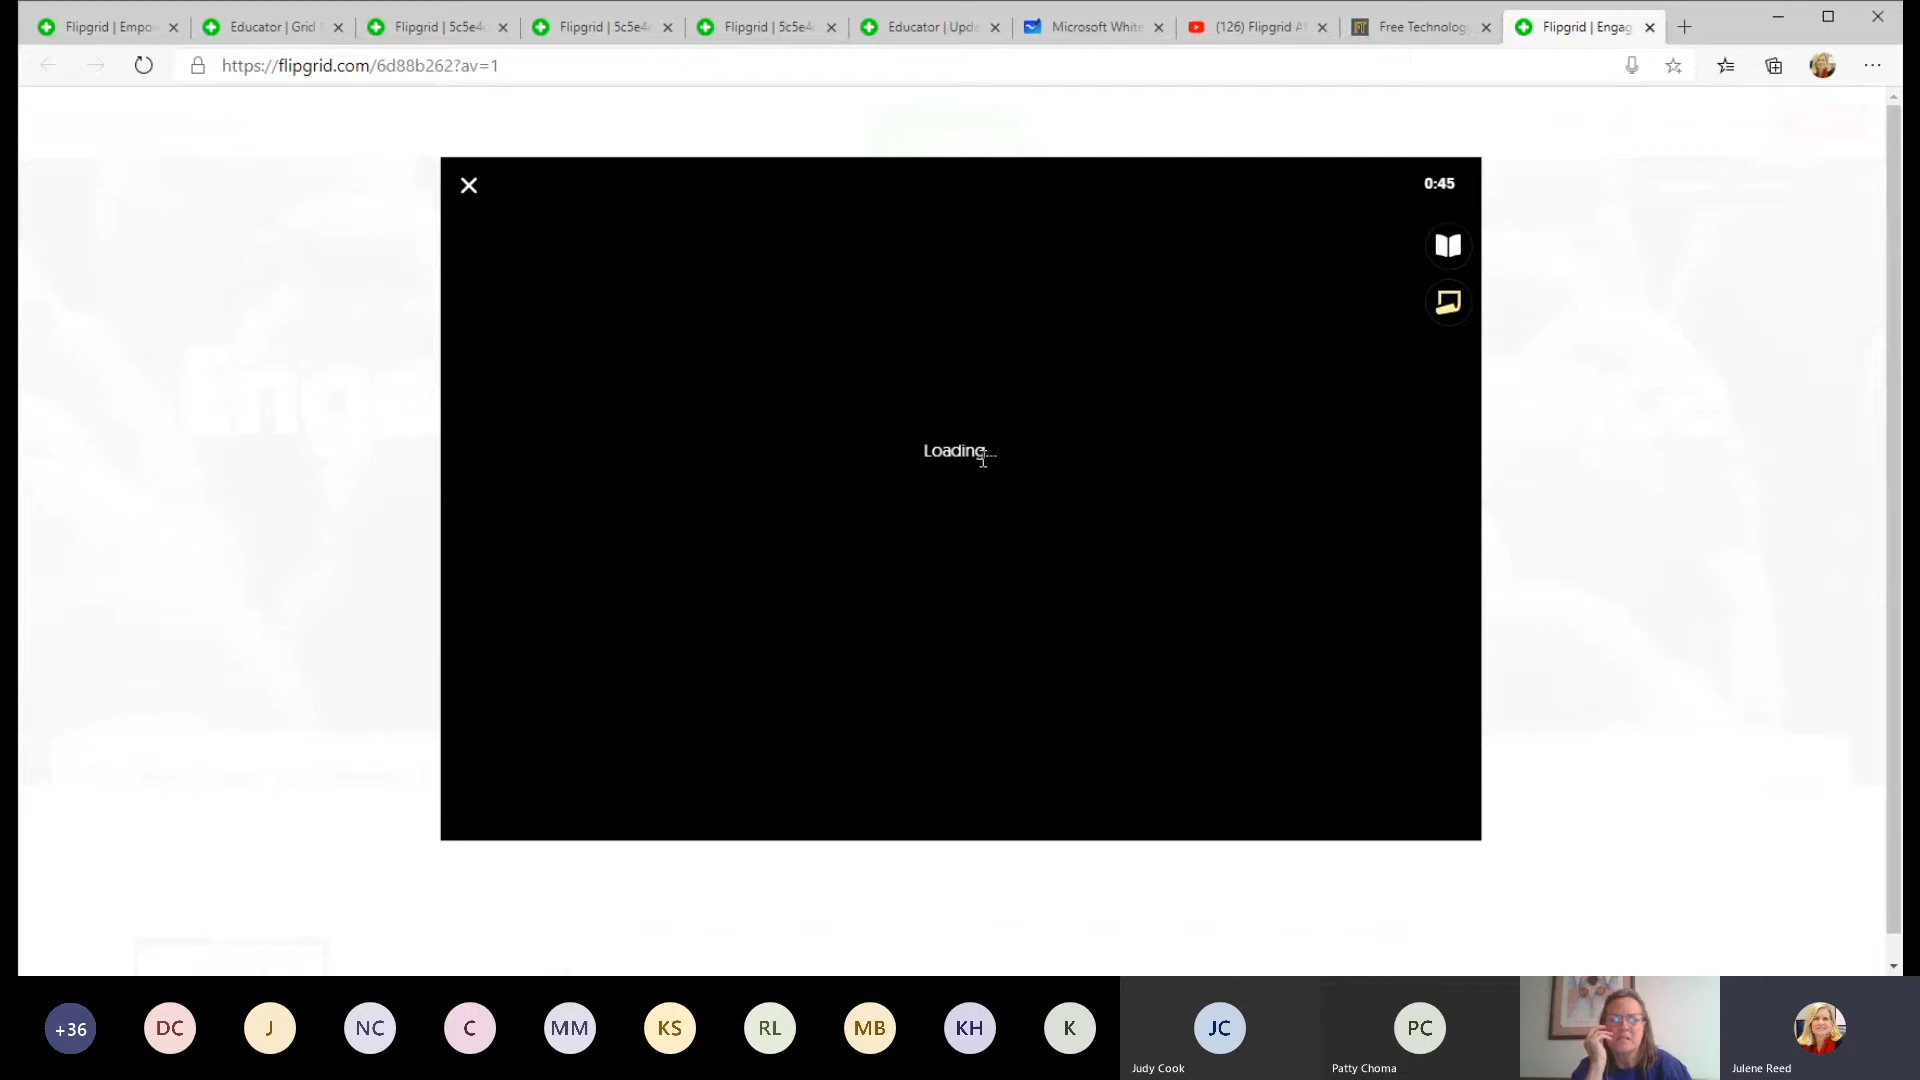 Flipgrid | Empo
Educator | Grid
Flipgrid | 5c5e4
Flipgrid | 5c5e4
Flipgrid | 5c5e4
Educator | Upda
Microsoft White
(126) Flipgrid A
Free Technolog
Flipgrid | Engag
https://flipgrid.com/6d88b262?av=1
0:45
Enga
Loading...
+36
DC
J
NC
C
MM
KS
RL
MB
KH
K
JC
Judy Cook
PC
Patty Choma
Julene Reed